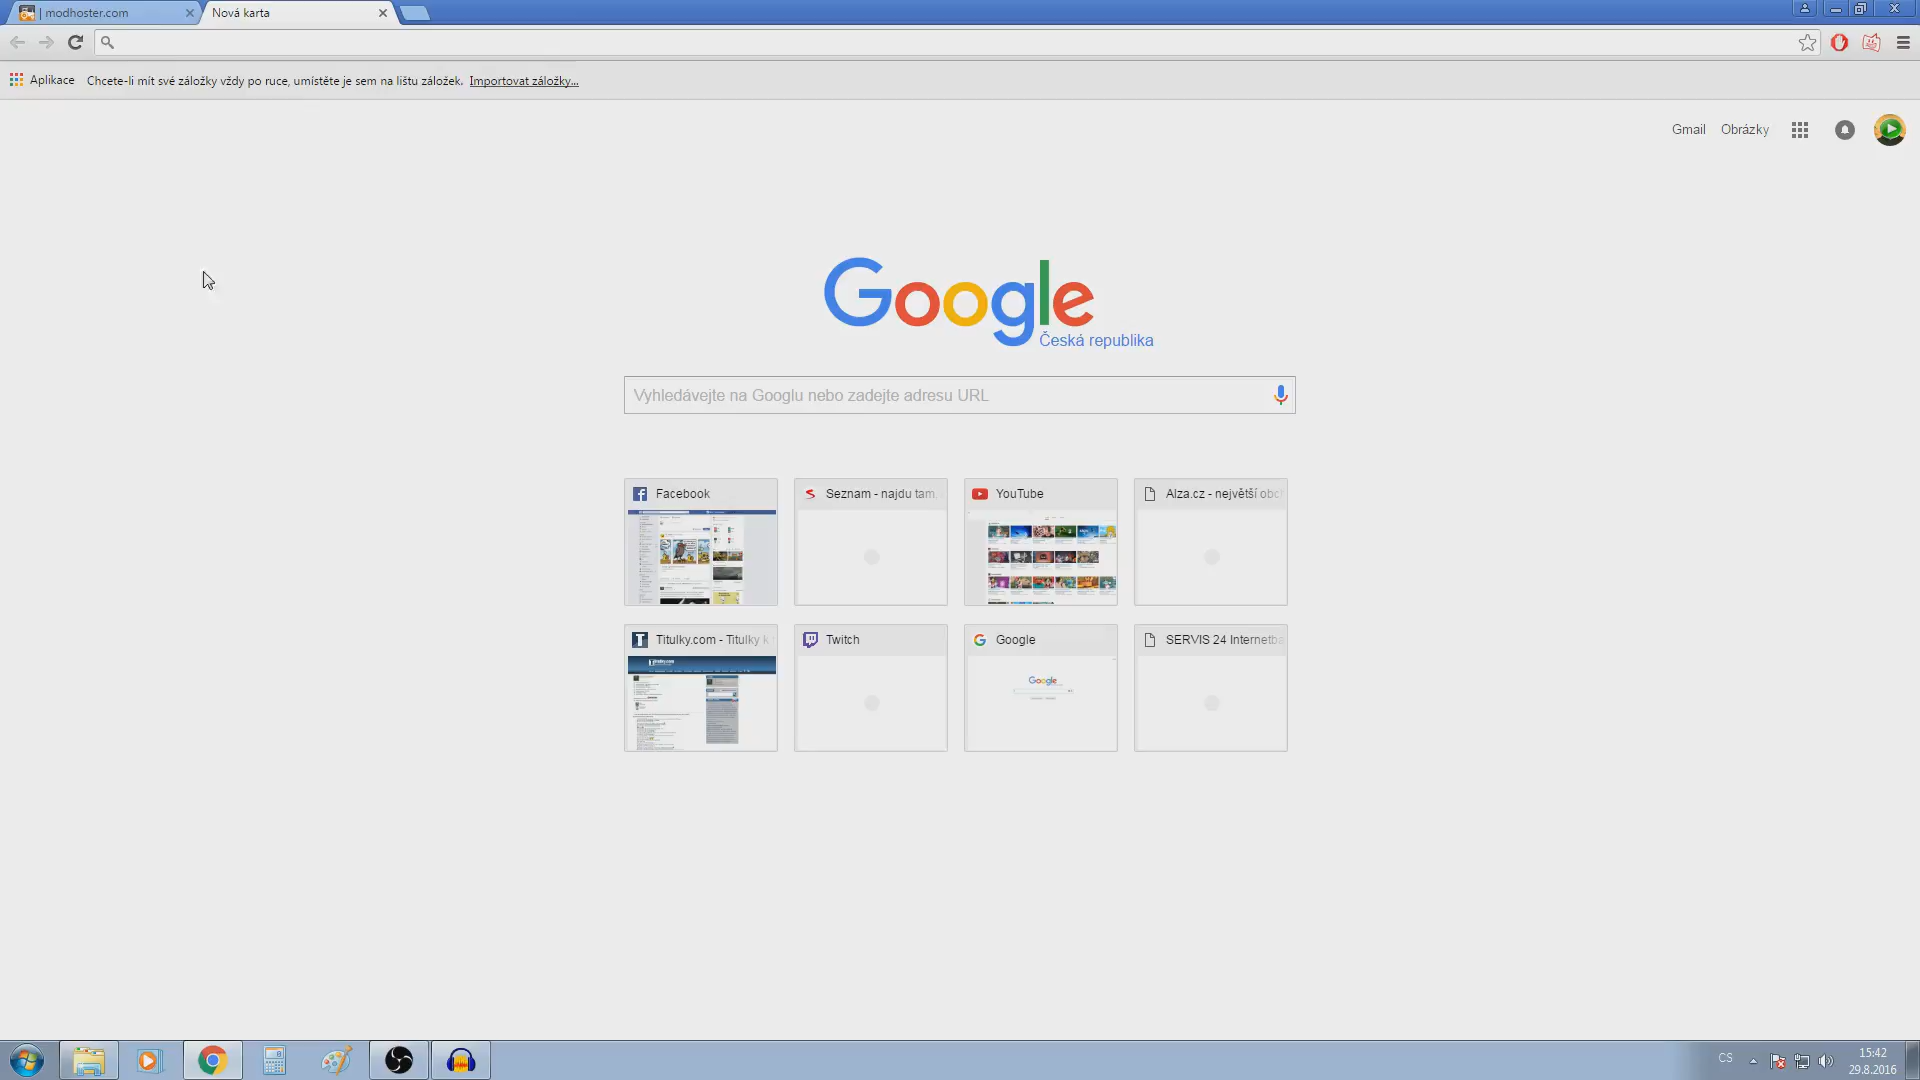 | modhoster.com
Nová karta
Aplikace
Chcete-li mít své záložky vždy po ruce, umístěte je sem na lištu záložek. Importovat záložky...
Gmail
Obrázky
Google
Česká republika
Vyhledávejte na Googlu nebo zadejte adresu URL
Facebook
Seznam - najdu tam,
YouTube
Alza.cz - největší obc
Titulky.com - Titulky k
Twitch
Google
SERVIS 24 Internetba
Google
CS
15:42
29.8.2016